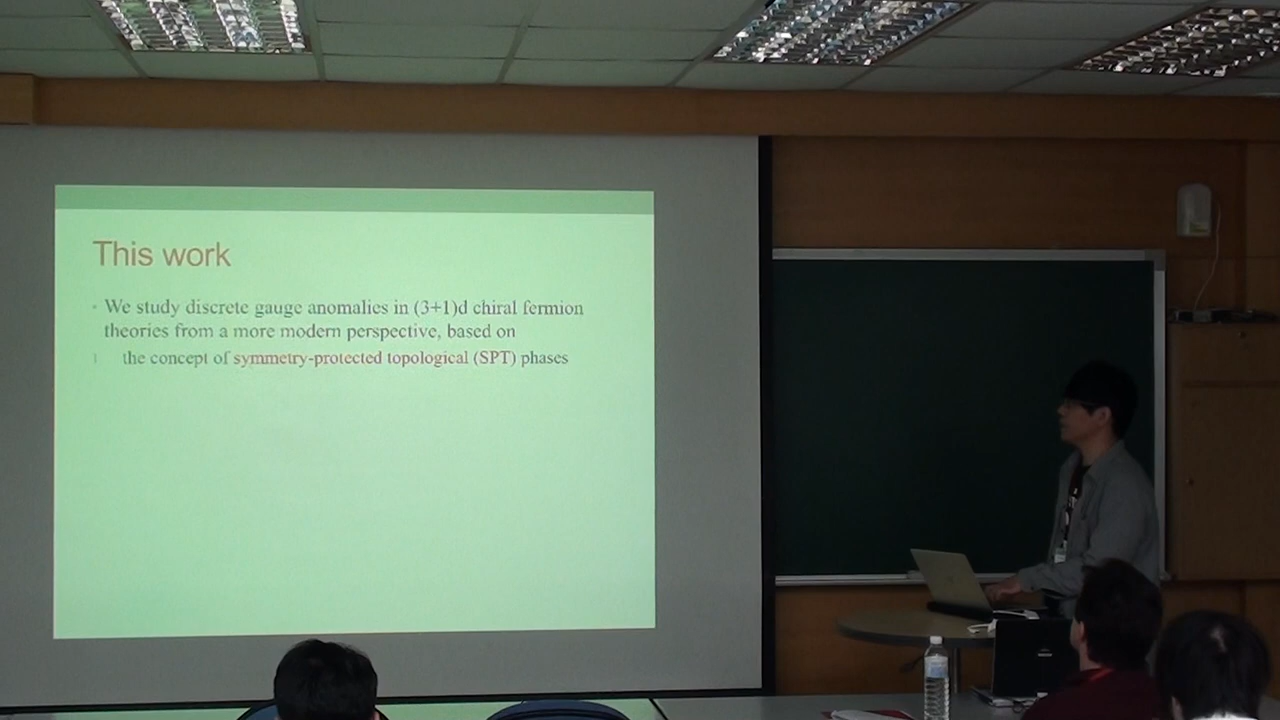 This work
• We study discrete gauge anomalies in (3+1)d chiral fermion
theories from a more modern perspective, based on
1 the concept of symmetry-protected topological (SPT) phases